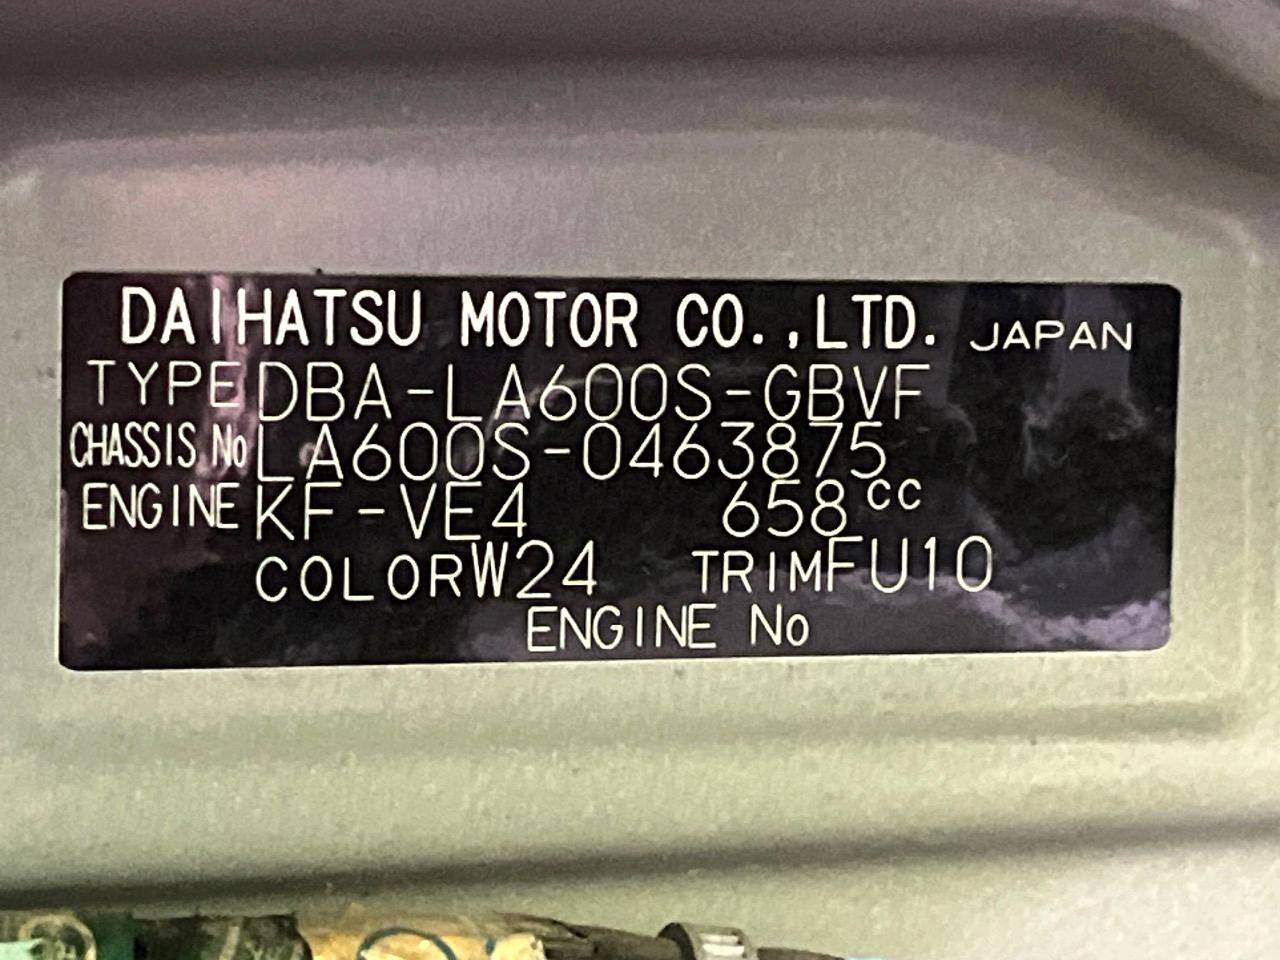 DAIHATSU MOTOR CO.,LTD. JAPAN
TYPE DBA-LA600S-GBVF
CHASSIS No LA600S-0463875
ENGINE KF-VE4 658cc
COLOR W24 TRIM FU10
ENGINE No